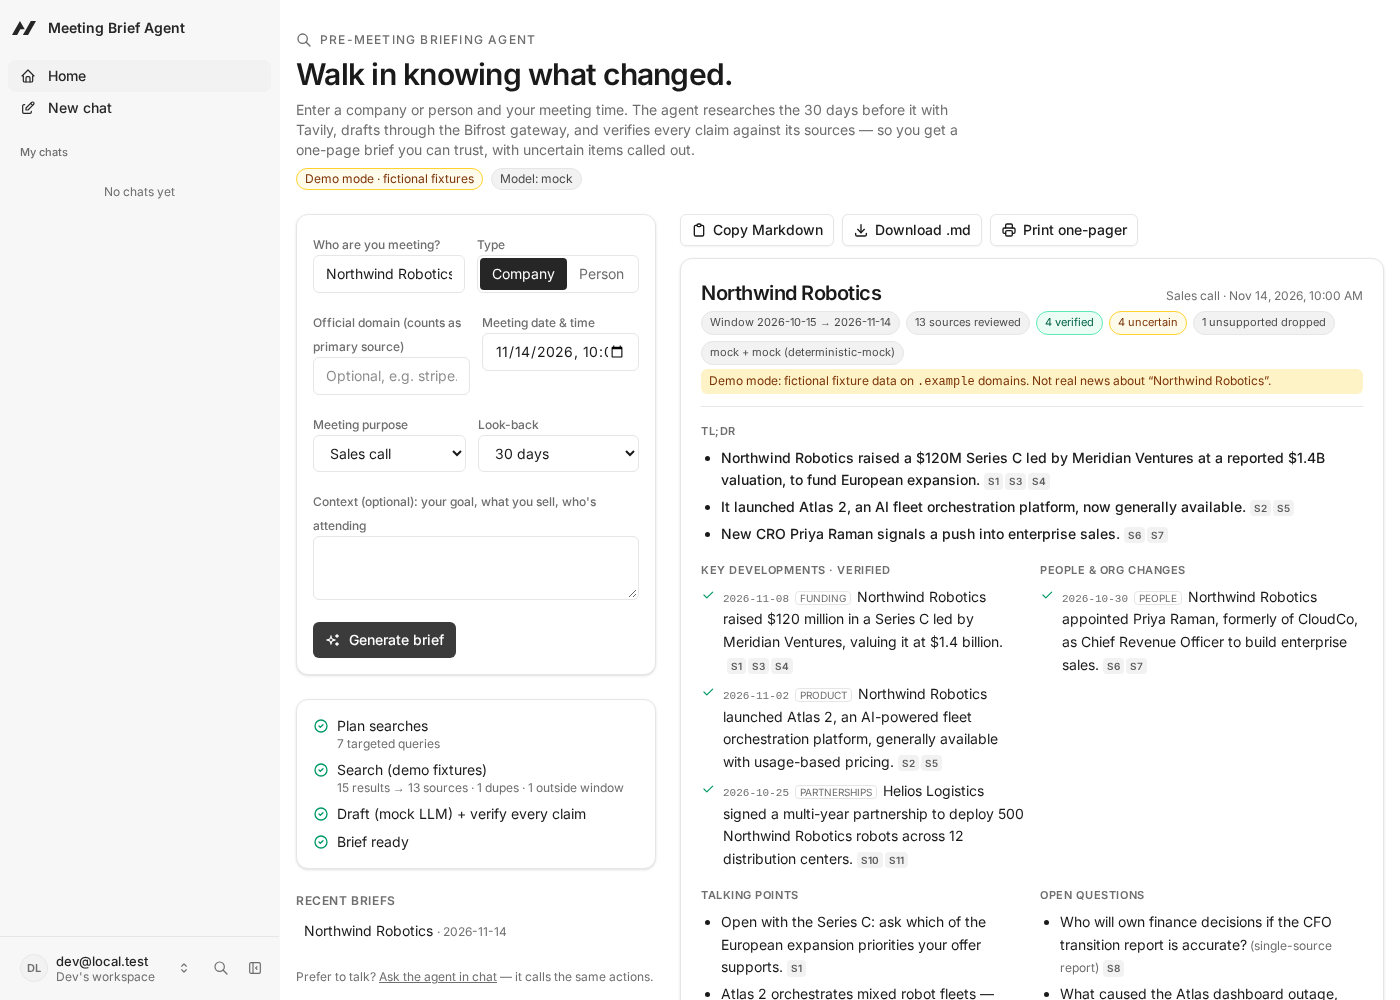 Meeting Brief Agent
Home
New chat
My chats
No chats yet
DL
dev@local.test
Dev's workspace
PRE-MEETING BRIEFING AGENT
Walk in knowing what changed.
Enter a company or person and your meeting time. The agent researches the 30 days before it with
Tavily, drafts through the Bifrost gateway, and verifies every claim against its sources — so you get a
one-page brief you can trust, with uncertain items called out.
Demo mode · fictional fixtures
Model: mock
Who are you meeting?
Northwind Robotics
Type
Company
Person
Official domain (counts as
primary source)
Optional, e.g. stripe.
Meeting date & time
11/14/2026, 10:0
Meeting purpose
Sales call
Look-back
30 days
Context (optional): your goal, what you sell, who's
attending
Generate brief
Plan searches
7 targeted queries
Search (demo fixtures)
15 results → 13 sources · 1 dupes · 1 outside window
Draft (mock LLM) + verify every claim
Brief ready
RECENT BRIEFS
Northwind Robotics · 2026-11-14
Prefer to talk? Ask the agent in chat — it calls the same actions.
Copy Markdown
Download .md
Print one-pager
Northwind Robotics
Sales call · Nov 14, 2026, 10:00 AM
Window 2026-10-15 → 2026-11-14
13 sources reviewed
4 verified
4 uncertain
1 unsupported dropped
mock + mock (deterministic-mock)
Demo mode: fictional fixture data on .example domains. Not real news about “Northwind Robotics”.
TL;DR
• Northwind Robotics raised a $120M Series C led by Meridian Ventures at a reported $1.4B
valuation, to fund European expansion. S1 S3 S4
• It launched Atlas 2, an AI fleet orchestration platform, now generally available. S2 S5
• New CRO Priya Raman signals a push into enterprise sales. S6 S7
KEY DEVELOPMENTS · VERIFIED
2026-11-08 FUNDING Northwind Robotics
raised $120 million in a Series C led by
Meridian Ventures, valuing it at $1.4 billion.
S1 S3 S4
2026-11-02 PRODUCT Northwind Robotics
launched Atlas 2, an AI-powered fleet
orchestration platform, generally available
with usage-based pricing. S2 S5
2026-10-25 PARTNERSHIPS Helios Logistics
signed a multi-year partnership to deploy 500
Northwind Robotics robots across 12
distribution centers. S10 S11
PEOPLE & ORG CHANGES
2026-10-30 PEOPLE Northwind Robotics
appointed Priya Raman, formerly of CloudCo,
as Chief Revenue Officer to build enterprise
sales. S6 S7
TALKING POINTS
• Open with the Series C: ask which of the
European expansion priorities your offer
supports. S1
• Atlas 2 orchestrates mixed robot fleets —
OPEN QUESTIONS
• Who will own finance decisions if the CFO
transition report is accurate? (single-source
report) S8
• What caused the Atlas dashboard outage,